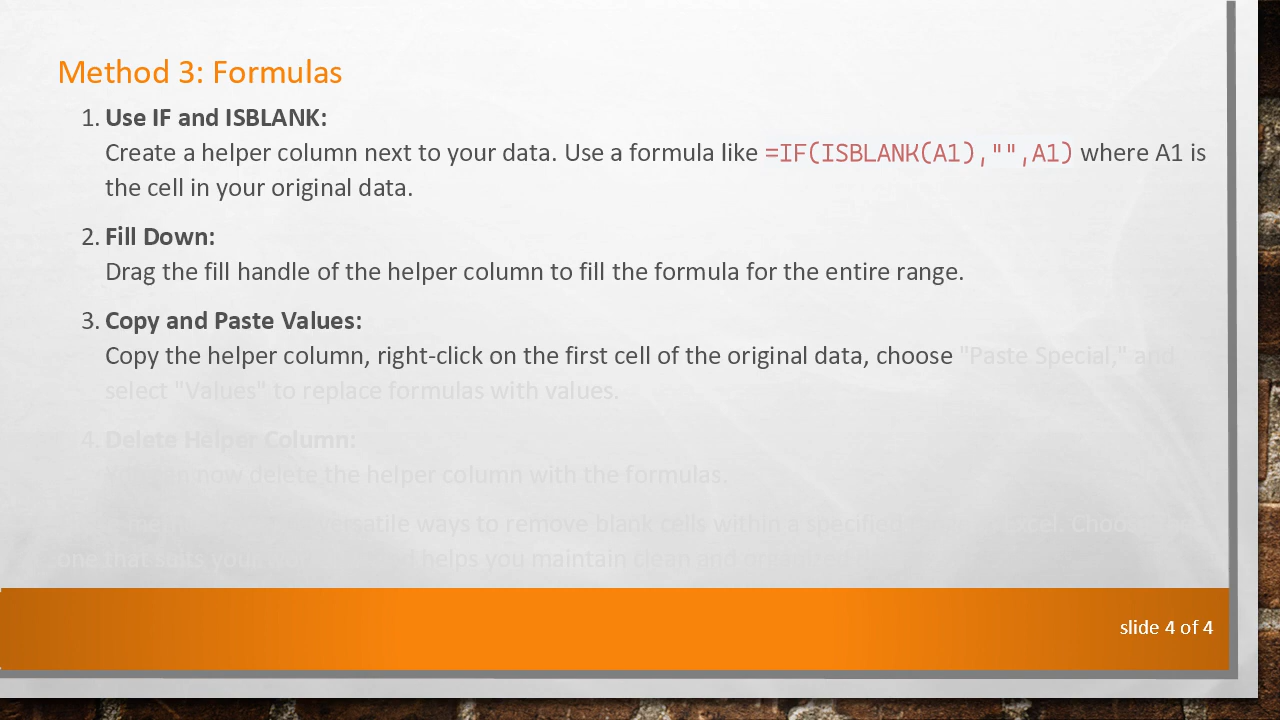 Method 3: Formulas
1. Use IF and ISBLANK:
Create a helper column next to your data. Use a formula like =IF(ISBLANK(A1),"",A1) where A1 is
the cell in your original data.
2. Fill Down:
Drag the fill handle of the helper column to fill the formula for the entire range.
3. Copy and Paste Values:
Copy the helper column, right-click on the first cell of the original data, choose "Paste Special," and
select "Values" to replace formulas with values.
4. Delete Helper Column:
now delete the helper column with the formulas.
ways to remove blank cells within a specified
one that suits helps you maintain clean and
slide 4 of 4